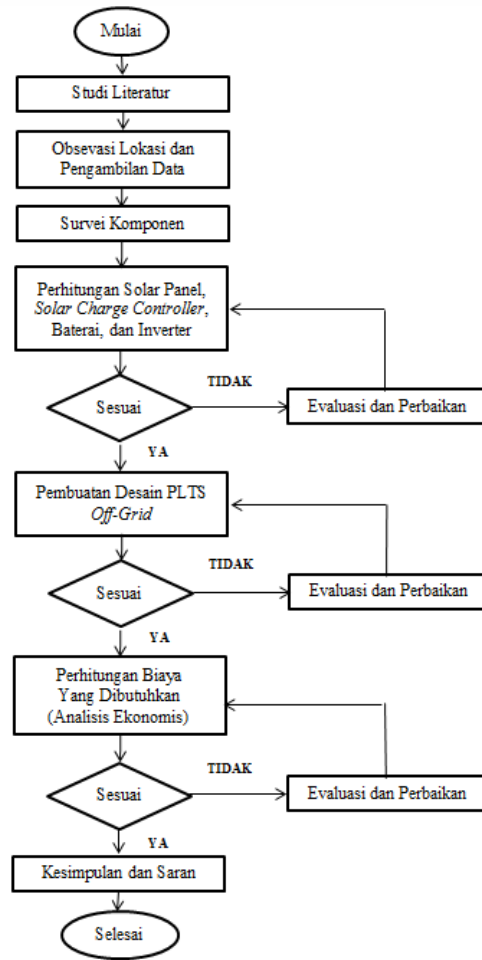 Mulai
Studi Literatur
Obsevasi Lokasi dan
Pengambilan Data
Survei Komponen
Perhitungan Solar Panel,
Solar Charge Controller,
Baterai, dan Inverter
Sesuai
TIDAK
Evaluasi dan Perbaikan
YA
Pembuatan Desain PLTS
Off-Grid
Sesuai
TIDAK
Evaluasi dan Perbaikan
YA
Perhitungan Biaya
Yang Dibutuhkan
(Analisis Ekonomis)
Sesuai
TIDAK
Evaluasi dan Perbaikan
YA
Kesimpulan dan Saran
Selesai